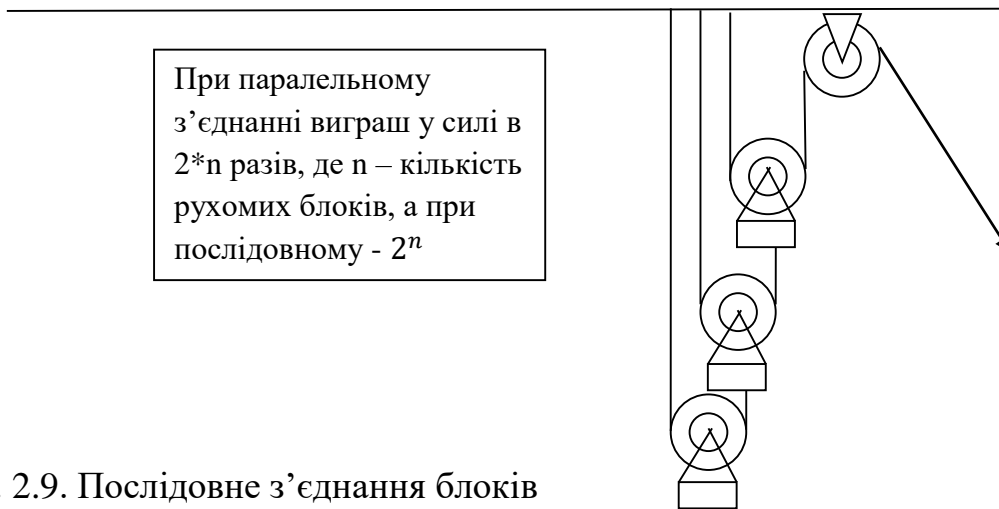 При паралельному
з’єднанні виграш у силі в
2*n разів, де n – кількість
рухомих блоків, а при
послідовному - 2ⁿ
2.9. Послідовне з’єднання блоків